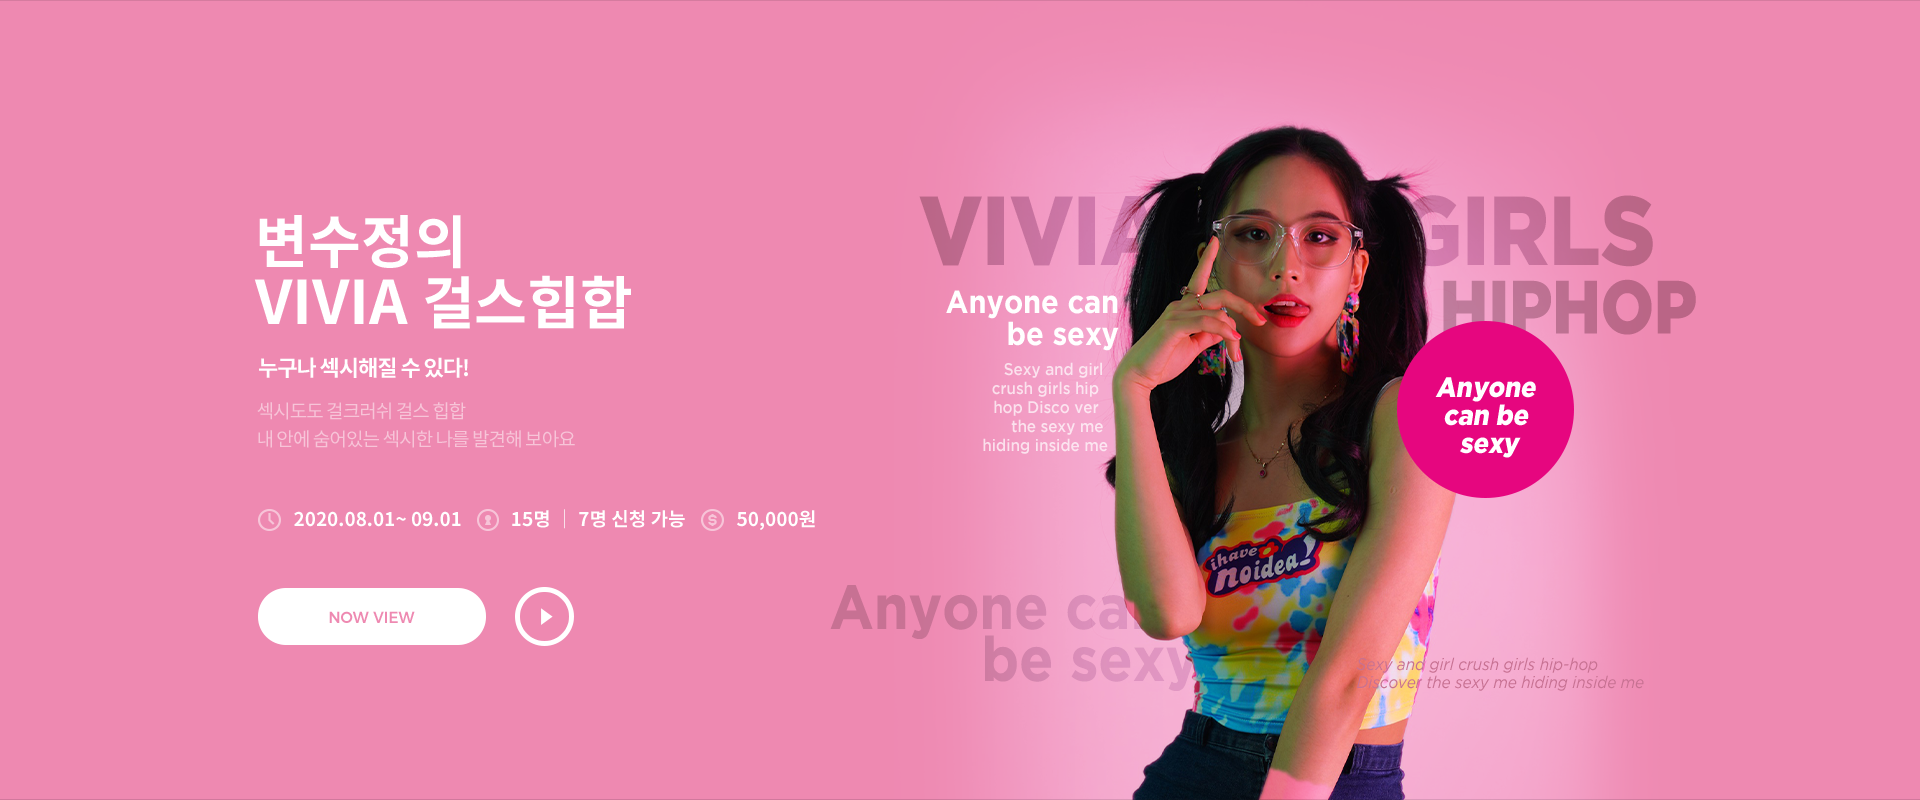 변수정의
VIVIA 걸스힙합
누구나 섹시해질 수 있다!
섹시도도 걸크러쉬 걸스 힙합
내 안에 숨어있는 섹시한 나를 발견해 보아요
2020.08.01~ 09.01 15명 | 7명 신청 가능 50,000원
NOW VIEW
VIVIA GIRLS
HIPHOP
Anyone can
be sexy
Sexy and girl
crush girls hip
hop Disco ver
the sexy me
hiding inside me
Anyone
can be
sexy
ihave
noidea!
Anyone ca
be sexy
Sexy and girl crush girls hip-hop
Discover the sexy me hiding inside me